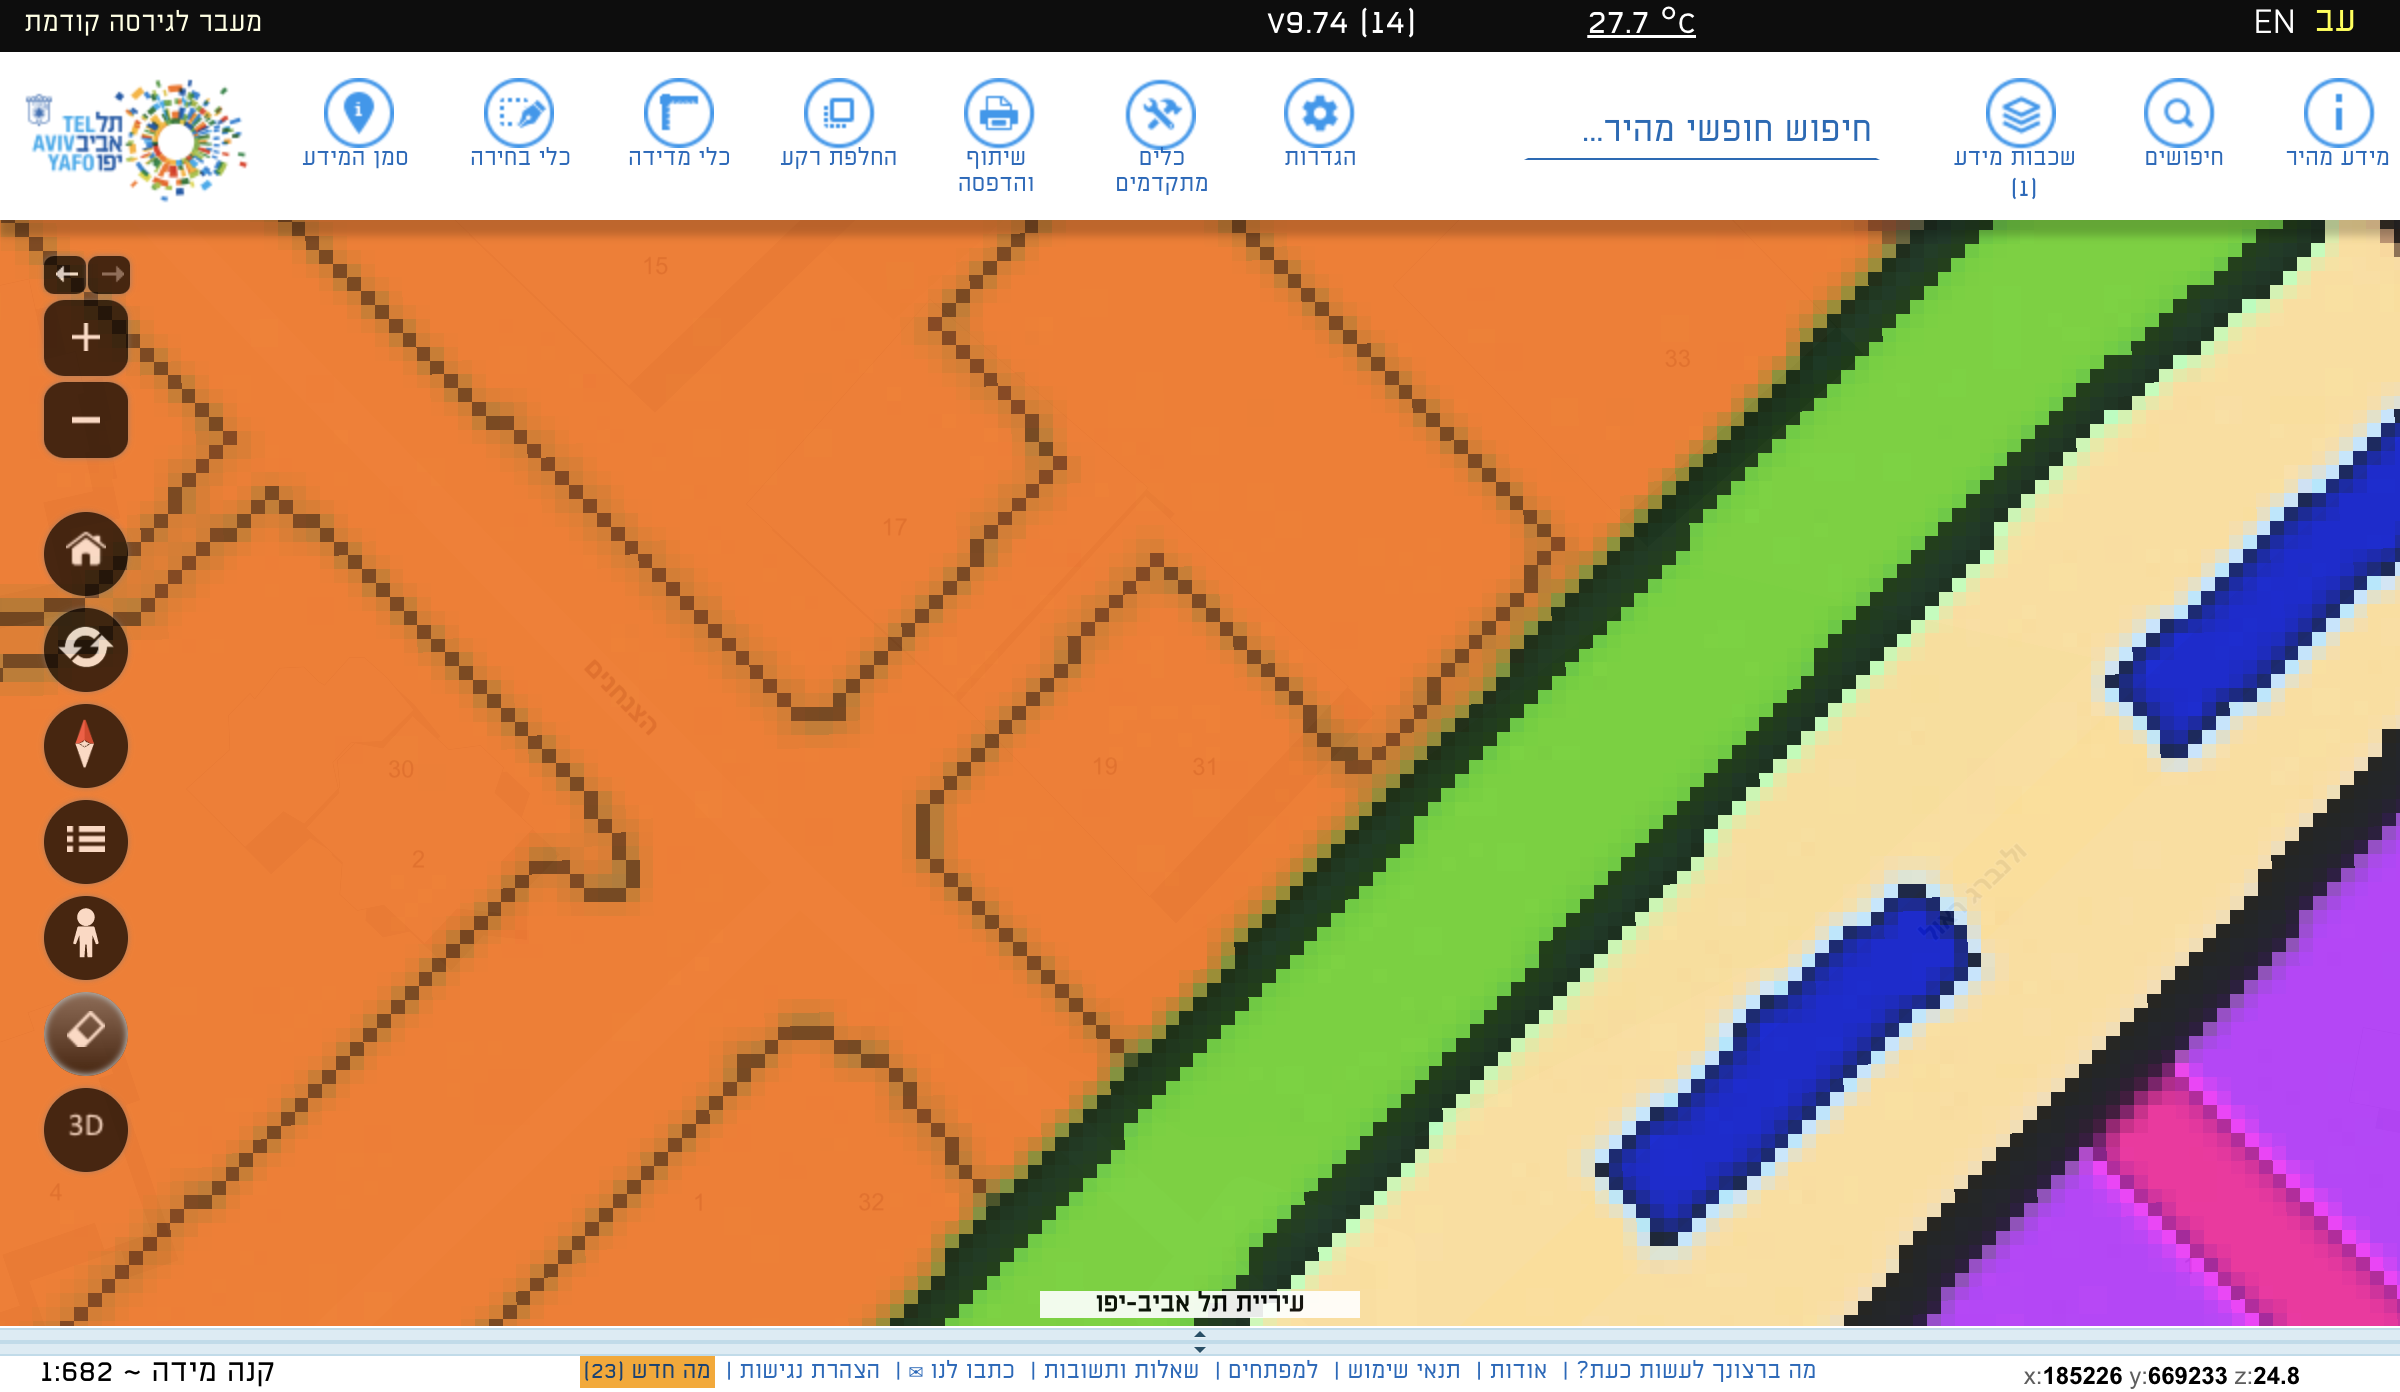 עב EN
27.7 °C
V9.74 (14)
מעבר לגירסה קודמת
מידע מהיר
חיפושים
שכבות מידע
(1)
חיפוש חופשי מהיר...
הגדרות
כלים
מתקדמים
שיתוף
והדפסה
החלפת רקע
כלי מדידה
כלי בחירה
סמן המידע
TEL תל
AVIV אביב
YAFO יפו
15
33
17
הצנחנים
30
19
31
2
ולנברג ראול
4
1
32
3D
עיריית תל אביב-יפו
מה ברצונך לעשות כעת? | אודות | תנאי שימוש | למפתחים | שאלות ותשובות | כתבו לנו ✉ | הצהרת נגישות | מה חדש (23)
קנה מידה ~ 1:682
x:185226 y:669233 z:24.8